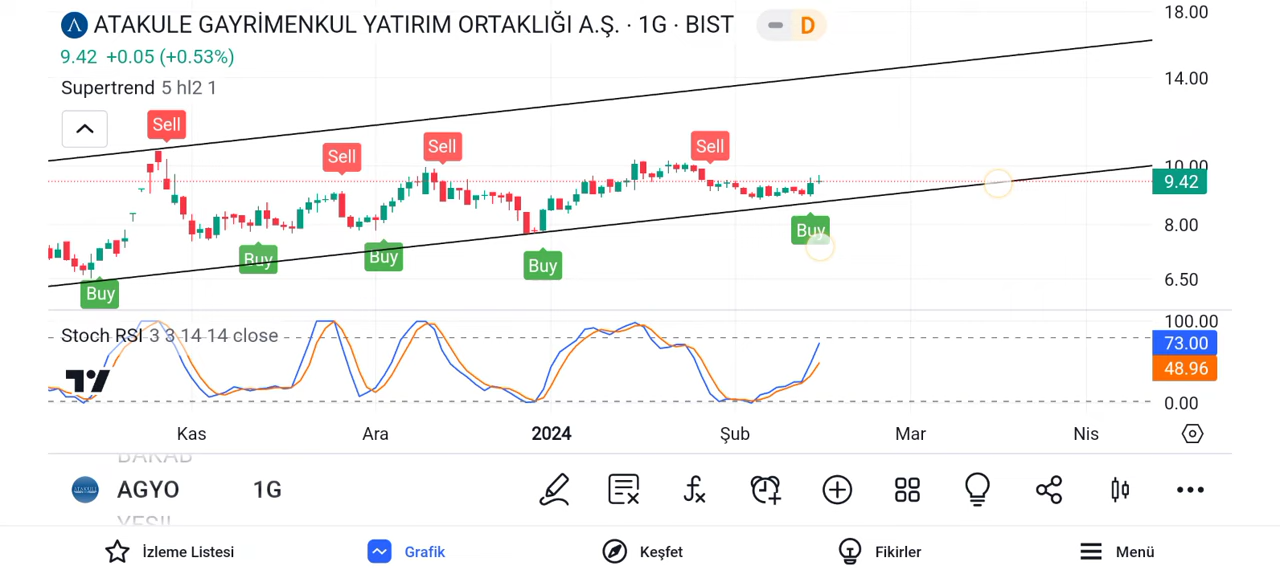 ATAKULE GAYRİMENKUL YATIRIM ORTAKLIĞI A.Ş. · 1G · BIST D
9.42 +0.05 (+0.53%)
Supertrend 5 hl2 1
18.00
14.00
10.00
9.42
8.00
6.50
Sell
Sell
Sell
Sell
Buy
Buy
Buy
Buy
Buy
Stoch RSI 3 3 14 14 close
100.00
73.00
48.96
0.00
Kas Ara 2024 Şub Mar Nis
AGYO 1G
İzleme Listesi Grafik Keşfet Fikirler Menü